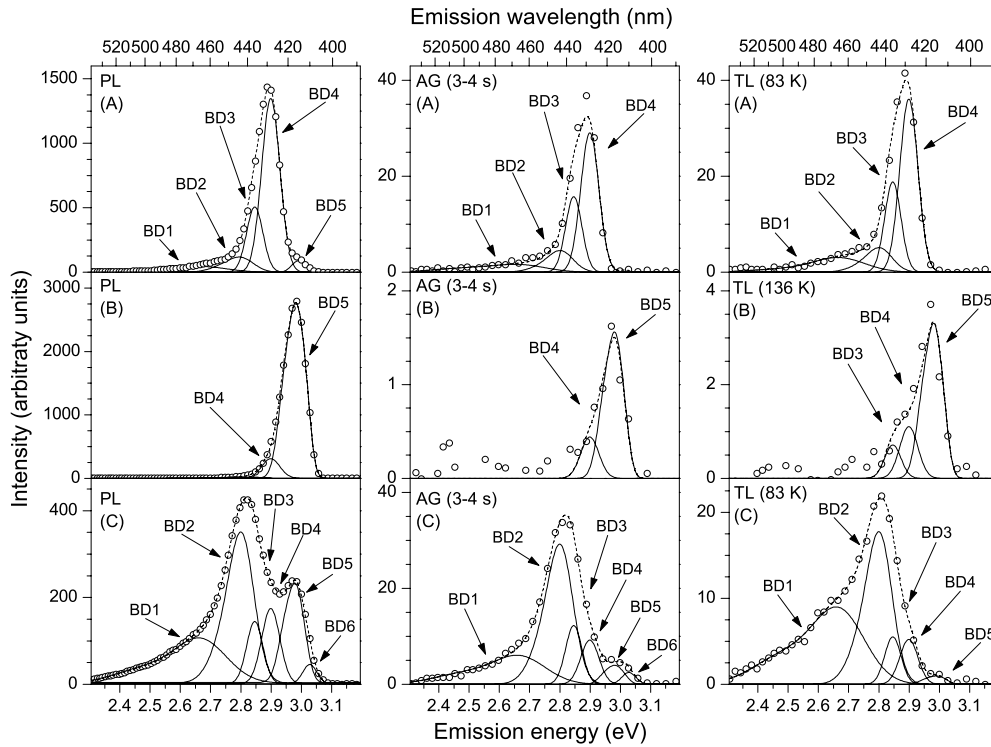 Emission wavelength (nm)
520 500 480 460 440 420 400
520 500 480 460 440 420 400
520 500 480 460 440 420 400
Intensity (arbitraty units)
1500
1000
500
0
PL
(A)
BD1
BD2
BD3
BD4
BD5
40
20
0
AG (3-4 s)
(A)
BD1
BD2
BD3
BD4
40
20
0
TL (83 K)
(A)
BD1
BD2
BD3
BD4
3000
2000
1000
0
PL
(B)
BD4
BD5
2
1
0
AG (3-4 s)
(B)
BD4
BD5
4
2
0
TL (136 K)
(B)
BD3
BD4
BD5
400
200
0
PL
(C)
BD1
BD2
BD3
BD4
BD5
BD6
40
20
0
AG (3-4 s)
(C)
BD1
BD2
BD3
BD4
BD5
BD6
20
10
0
TL (83 K)
(C)
BD1
BD2
BD3
BD4
BD5
2.4 2.5 2.6 2.7 2.8 2.9 3.0 3.1
2.4 2.5 2.6 2.7 2.8 2.9 3.0 3.1
2.4 2.5 2.6 2.7 2.8 2.9 3.0 3.1
Emission energy (eV)